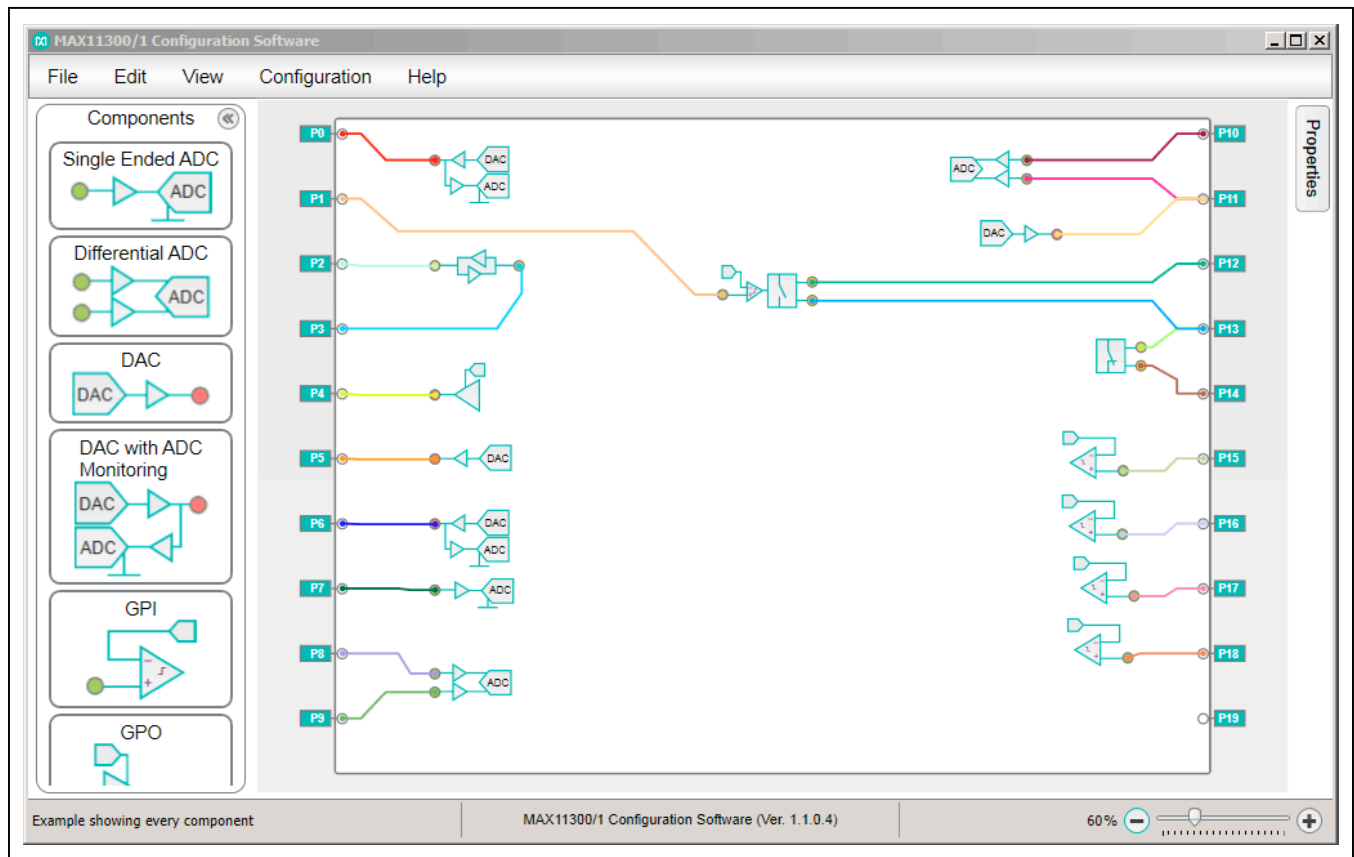 MAX11300/1 Configuration Software
File Edit View Configuration Help
Components
Single Ended ADC
ADC
Differential ADC
ADC
DAC
DAC
DAC with ADC
Monitoring
DAC
ADC
GPI
GPO
P0
DAC
ADC
P1
P2
P3
P4
P5
DAC
P6
DAC
ADC
P7
ADC
P8
ADC
P9
P10
ADC
P11
DAC
P12
P13
P14
P15
P16
P17
P18
P19
Properties
Example showing every component
MAX11300/1 Configuration Software (Ver. 1.1.0.4)
60%